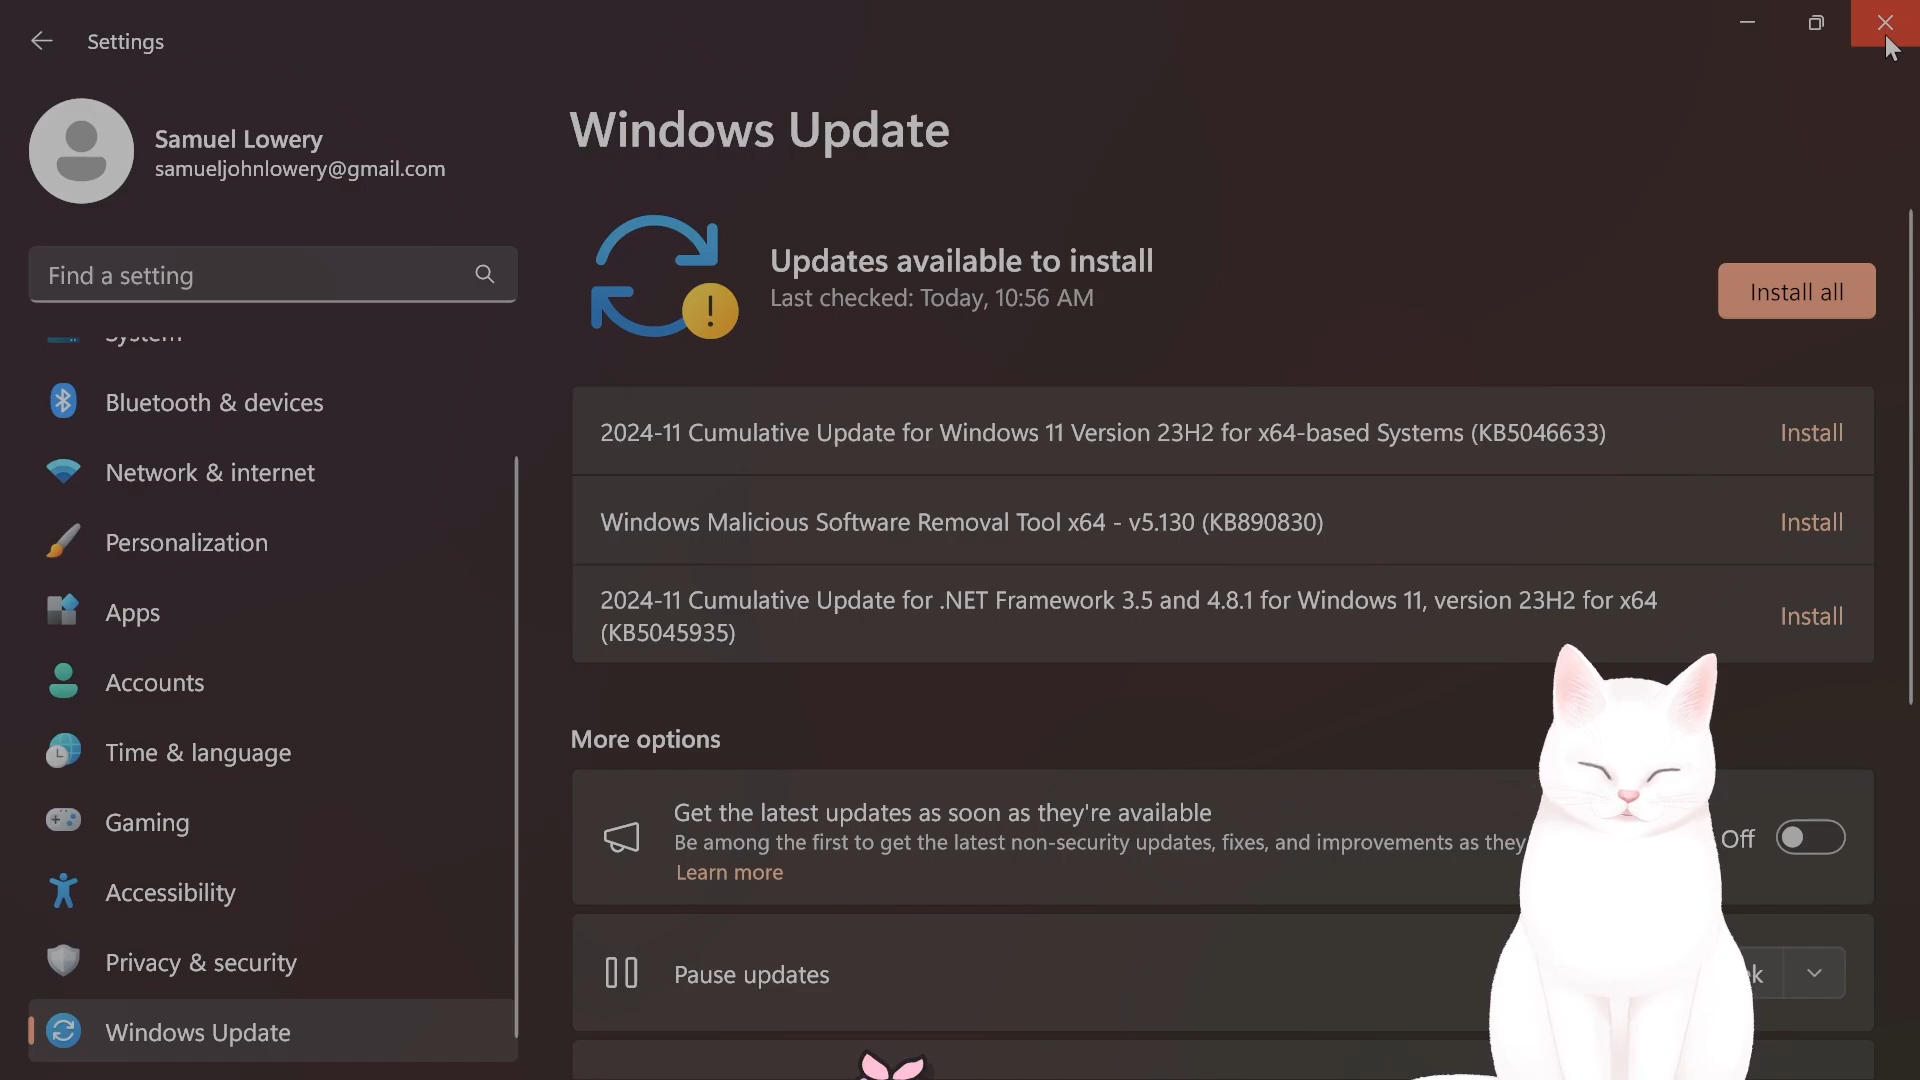 Settings
Samuel Lowery
samueljohnlowery@gmail.com
Find a setting
System
Bluetooth & devices
Network & internet
Personalization
Apps
Accounts
Time & language
Gaming
Accessibility
Privacy & security
Windows Update
Windows Update
Updates available to install
Last checked: Today, 10:56 AM
Install all
2024-11 Cumulative Update for Windows 11 Version 23H2 for x64-based Systems (KB5046633)
Install
Windows Malicious Software Removal Tool x64 - v5.130 (KB890830)
Install
2024-11 Cumulative Update for .NET Framework 3.5 and 4.8.1 for Windows 11, version 23H2 for x64
(KB5045935)
Install
More options
Get the latest updates as soon as they're available
Be among the first to get the latest non-security updates, fixes, and improvements as they
Learn more
Off
Pause updates